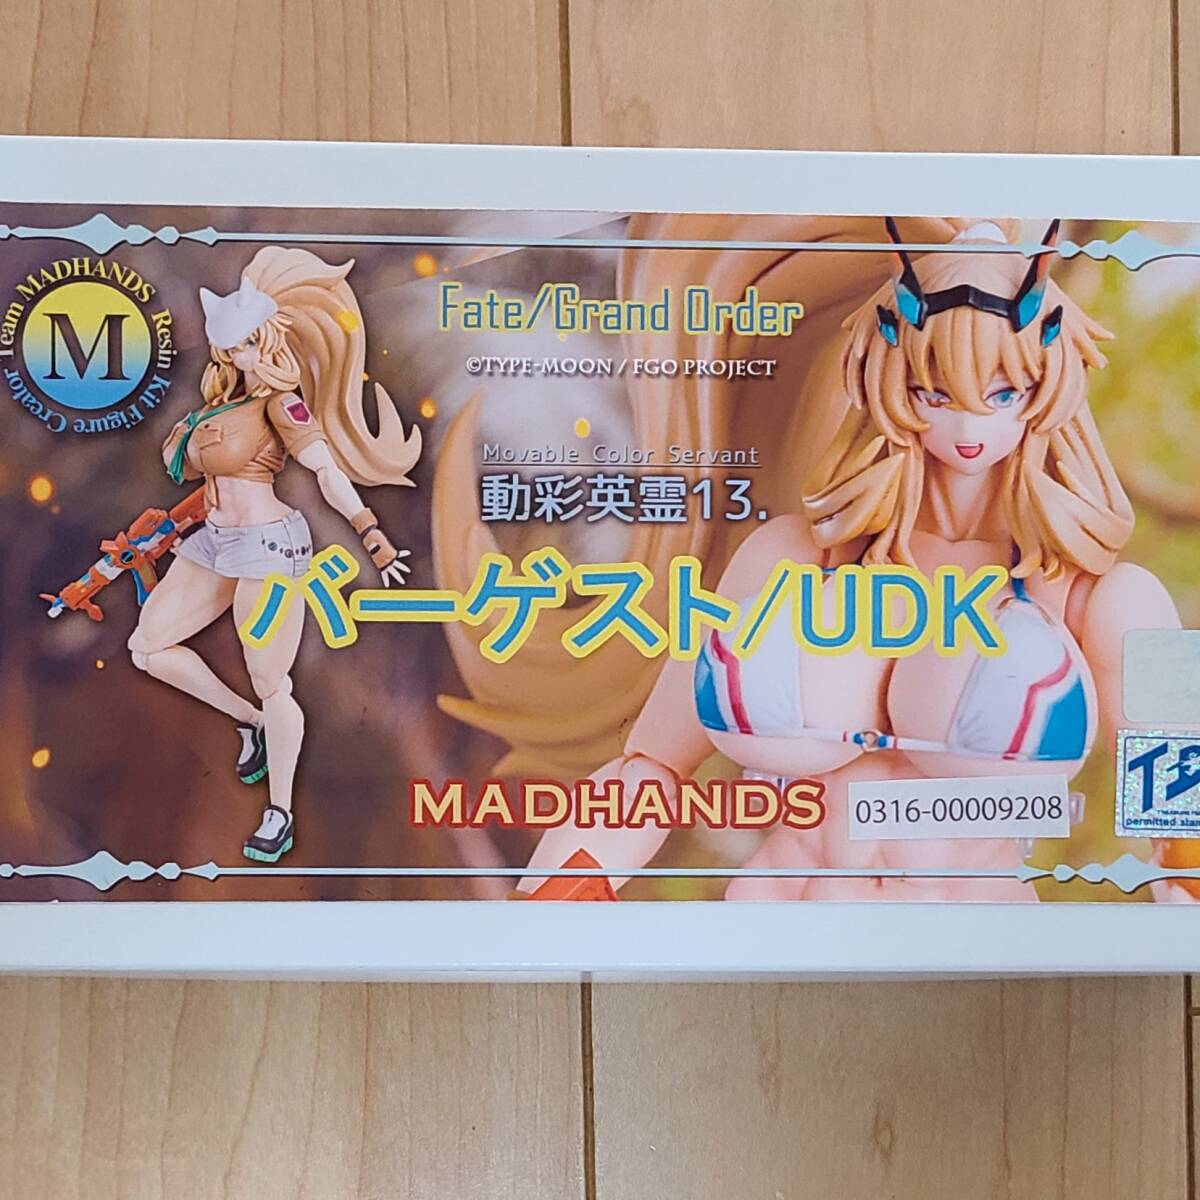 Team MADHANDS Resin Kit Figure Creator
M
Fate/Grand Order
©TYPE-MOON / FGO PROJECT
Movable Color Servant
動彩英霊13.
バーゲスト/UDK
MADHANDS
0316-00009208
permitted